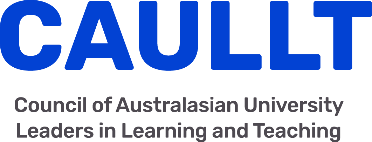 CAULLT
Council of Australasian University
Leaders in Learning and Teaching